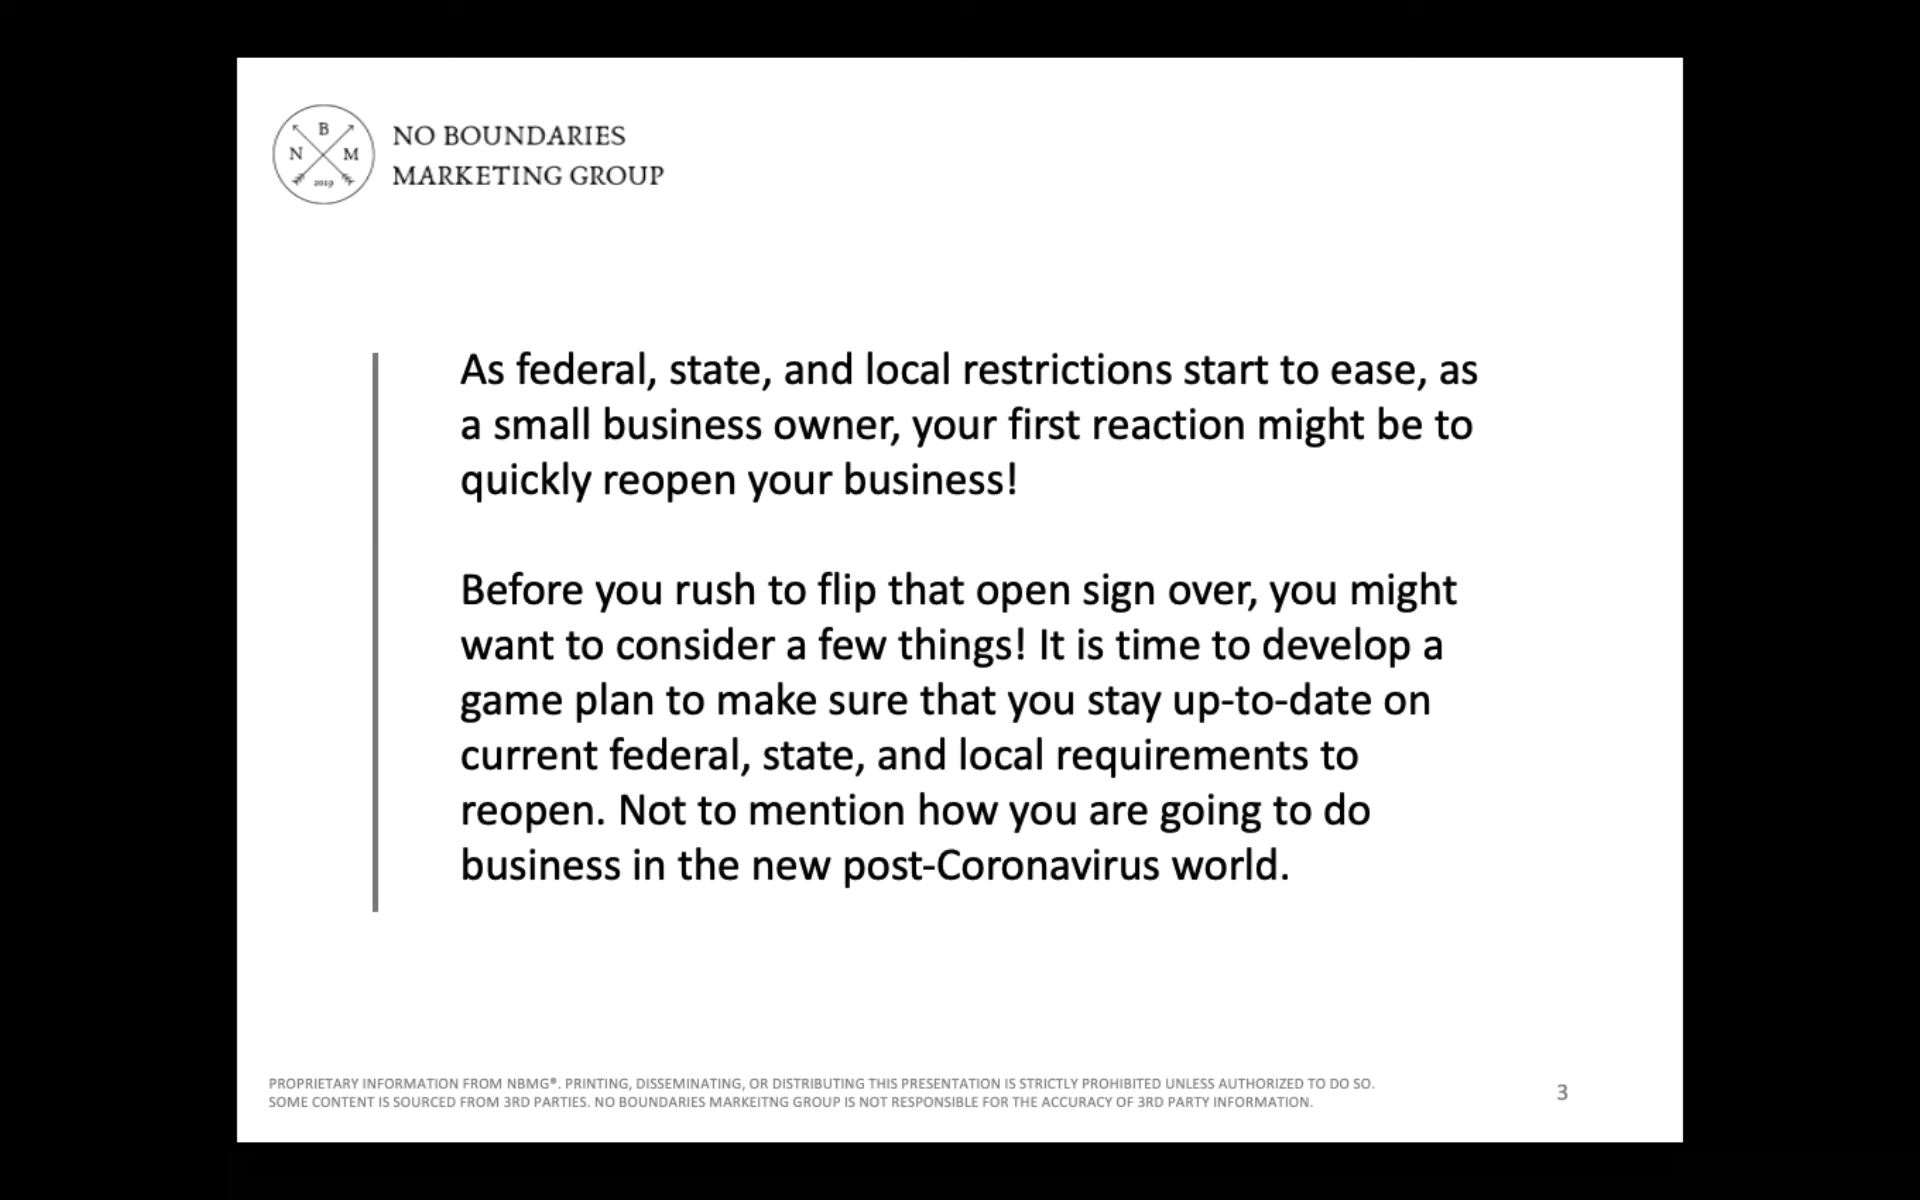 B
N M
2019
NO BOUNDARIES
MARKETING GROUP
As federal, state, and local restrictions start to ease, as
a small business owner, your first reaction might be to
quickly reopen your business!
Before you rush to flip that open sign over, you might
want to consider a few things! It is time to develop a
game plan to make sure that you stay up-to-date on
current federal, state, and local requirements to
reopen. Not to mention how you are going to do
business in the new post-Coronavirus world.
PROPRIETARY INFORMATION FROM NBMG®. PRINTING, DISSEMINATING, OR DISTRIBUTING THIS PRESENTATION IS STRICTLY PROHIBITED UNLESS AUTHORIZED TO DO SO.
SOME CONTENT IS SOURCED FROM 3RD PARTIES. NO BOUNDARIES MARKEITNG GROUP IS NOT RESPONSIBLE FOR THE ACCURACY OF 3RD PARTY INFORMATION.
3